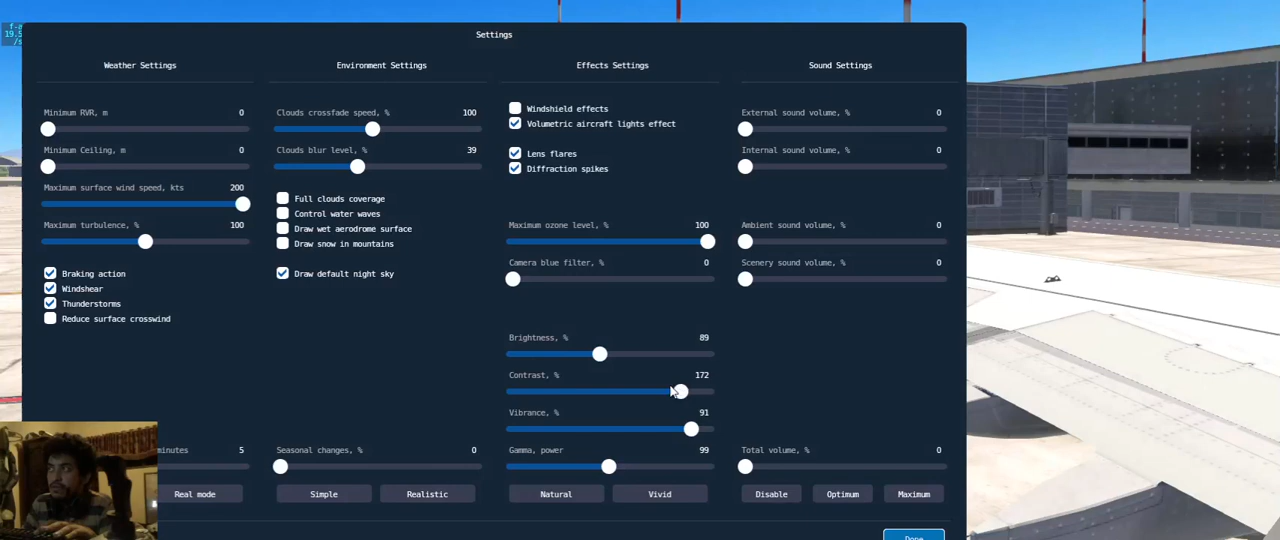 f-a
19.5
/s
Settings
Weather Settings
Environment Settings
Effects Settings
Sound Settings
Minimum RVR, m 0
Minimum Ceiling, m 0
Maximum surface wind speed, kts 200
Maximum turbulence, % 100
Braking action
Windshear
Thunderstorms
Reduce surface crosswind
minutes 5
Real mode
Clouds crossfade speed, % 100
Clouds blur level, % 39
Full clouds coverage
Control water waves
Draw wet aerodrome surface
Draw snow in mountains
Draw default night sky
Seasonal changes, % 0
Simple
Realistic
Windshield effects
Volumetric aircraft lights effect
Lens flares
Diffraction spikes
Maximum ozone level, % 100
Camera blue filter, % 0
Brightness, % 89
Contrast, % 172
Vibrance, % 91
Gamma, power 99
Natural
Vivid
External sound volume, % 0
Internal sound volume, % 0
Ambient sound volume, % 0
Scenery sound volume, % 0
Total volume, % 0
Disable
Optimum
Maximum
Done